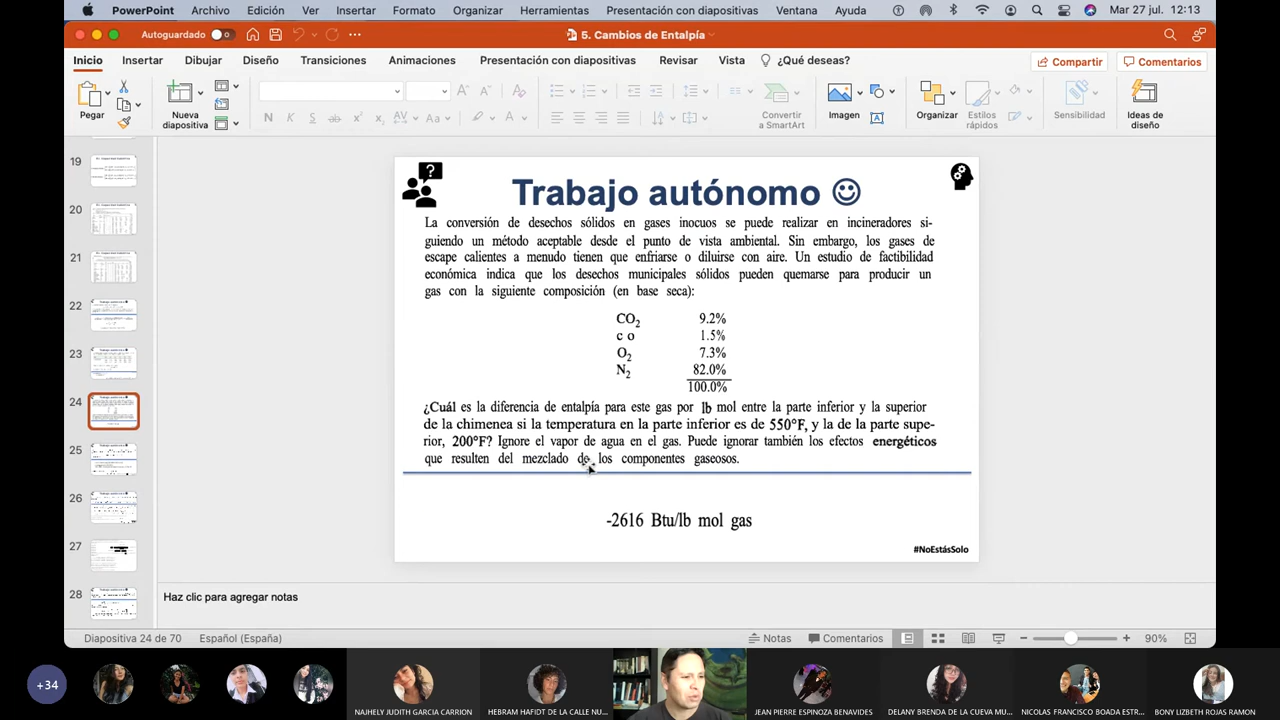 PowerPoint Archivo Edición Ver Insertar Formato Organizar Herramientas Presentación con diapositivas Ventana Ayuda Mar 27 jul. 12:13
Autoguardado 5. Cambios de Entalpía
Inicio Insertar Dibujar Diseño Transiciones Animaciones Presentación con diapositivas Revisar Vista ¿Qué deseas? Compartir Comentarios
Pegar
Nueva diapositiva
Convertir a SmartArt
Imagen
Organizar
Estilos rápidos
Sensibilidad
Ideas de diseño
19
20
21
22
23
24
25
26
27
28
Trabajo autónomo
La conversión de desechos sólidos en gases inocuos se puede realizar en incineradores si-
guiendo un método aceptable desde el punto de vista ambiental. Sin embargo, los gases de
escape calientes a menudo tienen que enfriarse o diluirse con aire. Un estudio de factibilidad
económica indica que los desechos municipales sólidos pueden quemarse para producir un
gas con la siguiente composición (en base seca):
CO2 9.2%
c o 1.5%
O2 7.3%
N2 82.0%
100.0%
¿Cuál es la diferencia de entalpía para este gas por lb mol entre la parte inferior y la superior
de la chimenea si la temperatura en la parte inferior es de 550°F, y la de la parte supe-
rior, 200°F? Ignore el vapor de agua en el gas. Puede ignorar también los efectos energéticos
que resulten del mezclado de los componentes gaseosos.
-2616 Btu/lb mol gas
#NoEstásSolo
Haz clic para agregar notas
Diapositiva 24 de 70 Español (España) Notas Comentarios 90%
+34
NAJHELY JUDITH GARCIA CARRION
HEBRAM HAFIDT DE LA CALLE NU...
JEAN PIERRE ESPINOZA BENAVIDES
DELANY BRENDA DE LA CUEVA MU...
NICOLAS FRANCISCO BOADA ESTR...
BONY LIZBETH ROJAS RAMON